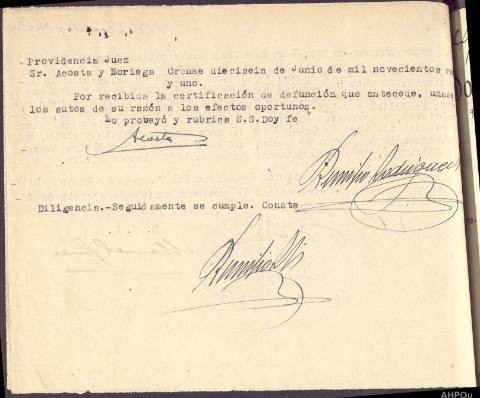 Providencia Juez
Sr. Acosta y Noriega Orense dieciseis de Junio de mil novecientos
y uno.
Por recibida la certificación de defunción que antecede,
los autos de su razón a los efectos oportunos.
Lo proveyó y rubrica S.S.Doy fe
Acosta
Remigio Rodriguez
Diligencia.-Seguidamente se cumple. Conste
AHPOu